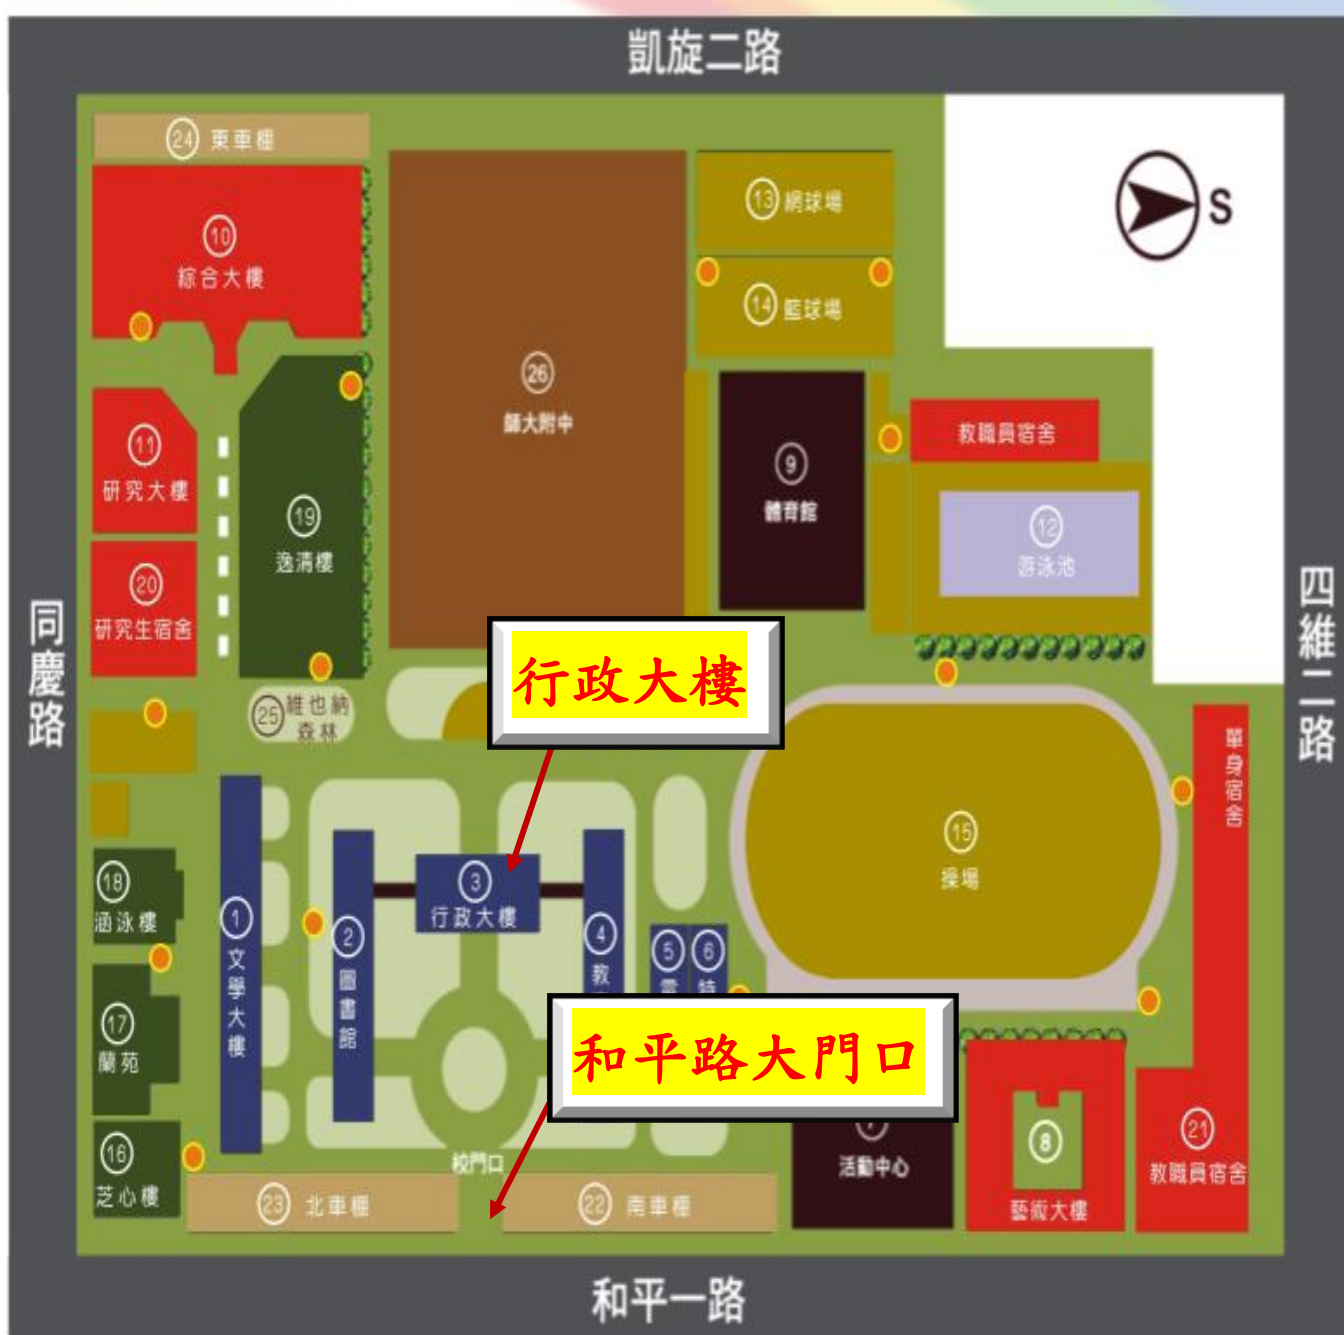 凱旋二路
24 東車棚
10
綜合大樓
13 網球場
14 籃球場
S
26
師大附中
9
體育館
教職員宿舍
12
游泳池
11
研究大樓
19
逸清樓
20
研究生宿舍
同慶路
四維二路
行政大樓
25 維也納
森林
單身宿舍
15
操場
18
涵泳樓
1
文學大樓
2
圖書館
3
行政大樓
4
教
5
6
特
17
蘭苑
和平路大門口
16
芝心樓
校門口
活動中心
8
藝術大樓
21
教職員宿舍
23 北車棚
22 南車棚
和平一路